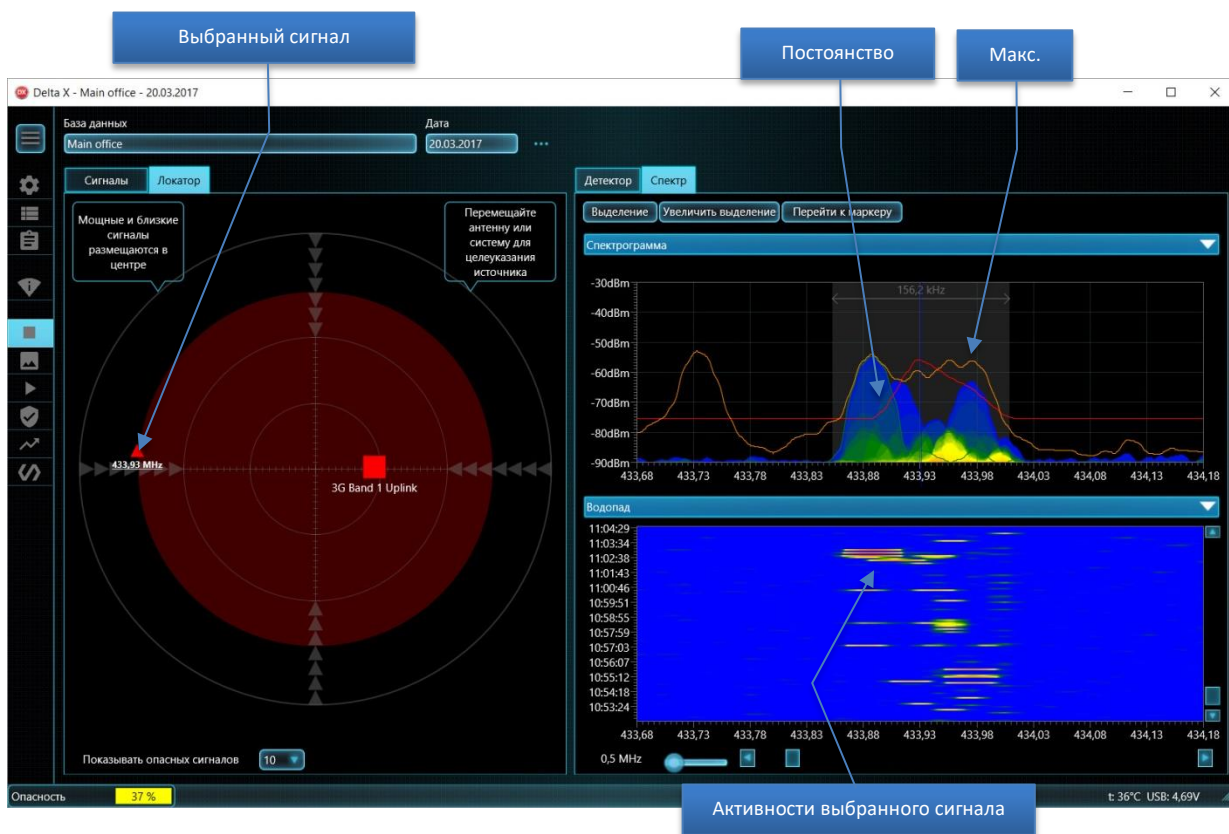 Выбранный сигнал
Постоянство
Макс.
Delta X - Main office - 20.03.2017
База данных
Дата
Main office
20.03.2017
...
Сигналы
Локатор
Мощные и близкие
сигналы
размещаются в
центре
Перемещайте
антенну или
систему для
целеуказания
источника
433,93 MHz
3G Band 1 Uplink
Показывать опасных сигналов
10
Детектор
Спектр
Выделение
Увеличить выделение
Перейти к маркеру
Спектрограмма
156,2 kHz
-30dBm
-40dBm
-50dBm
-60dBm
-70dBm
-80dBm
-90dBm
433,68 433,73 433,78 433,83 433,88 433,93 433,98 434,03 434,08 434,13 434,18
Водопад
11:04:29
11:03:34
11:02:38
11:01:43
11:00:46
10:59:51
10:58:55
10:57:59
10:57:03
10:56:07
10:55:12
10:54:18
10:53:24
433,68 433,73 433,78 433,83 433,88 433,93 433,98 434,03 434,08 434,13 434,18
0,5 MHz
Активности выбранного сигнала
Опасность
37 %
t: 36°C USB: 4,69V